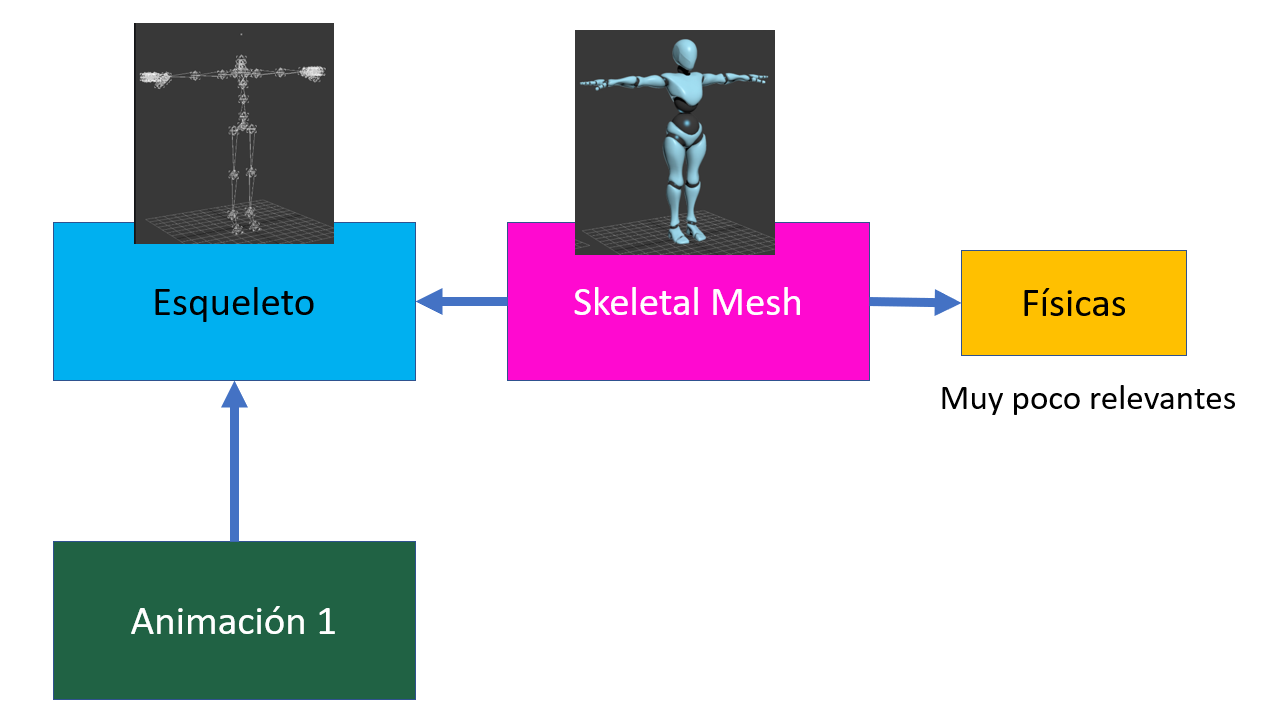 Esqueleto
Skeletal Mesh
Físicas
Muy poco relevantes
Animación 1